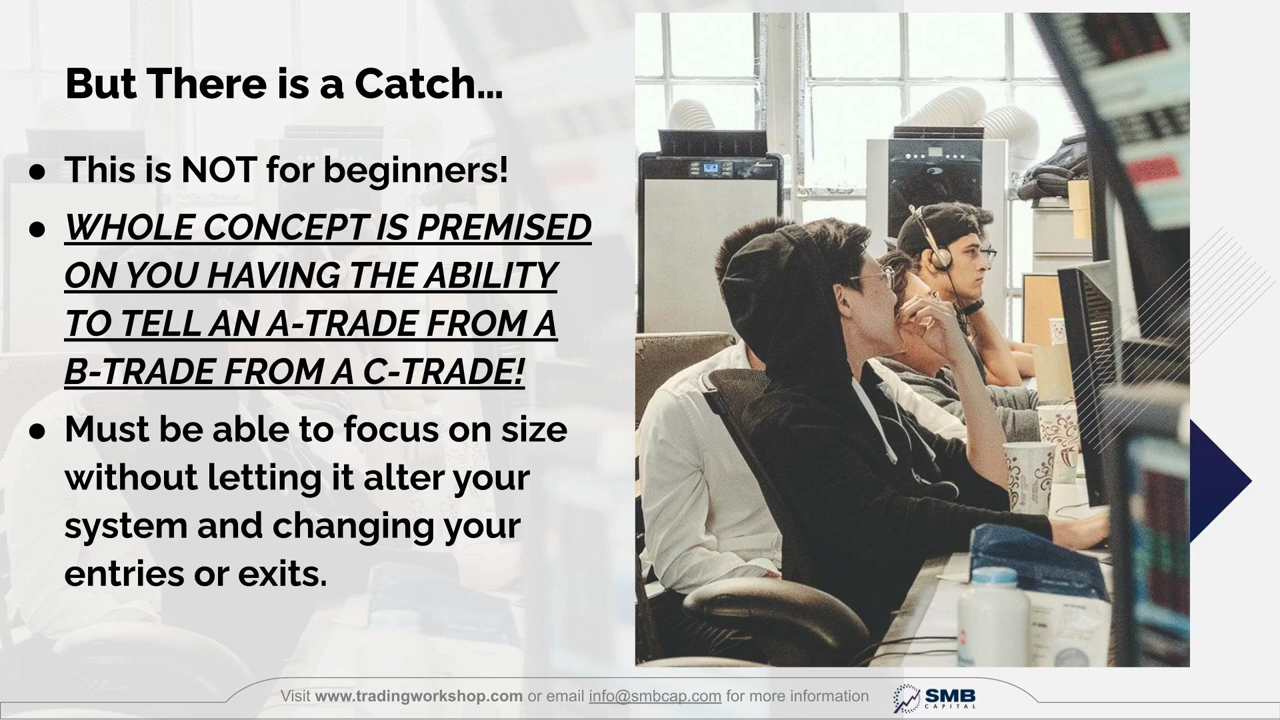 But There is a Catch...
● This is NOT for beginners!
● WHOLE CONCEPT IS PREMISED
ON YOU HAVING THE ABILITY
TO TELL AN A-TRADE FROM A
B-TRADE FROM A C-TRADE!
● Must be able to focus on size
without letting it alter your
system and changing your
entries or exits.
Visit www.tradingworkshop.com or email info@smbcap.com for more information
SMB
CAPITAL